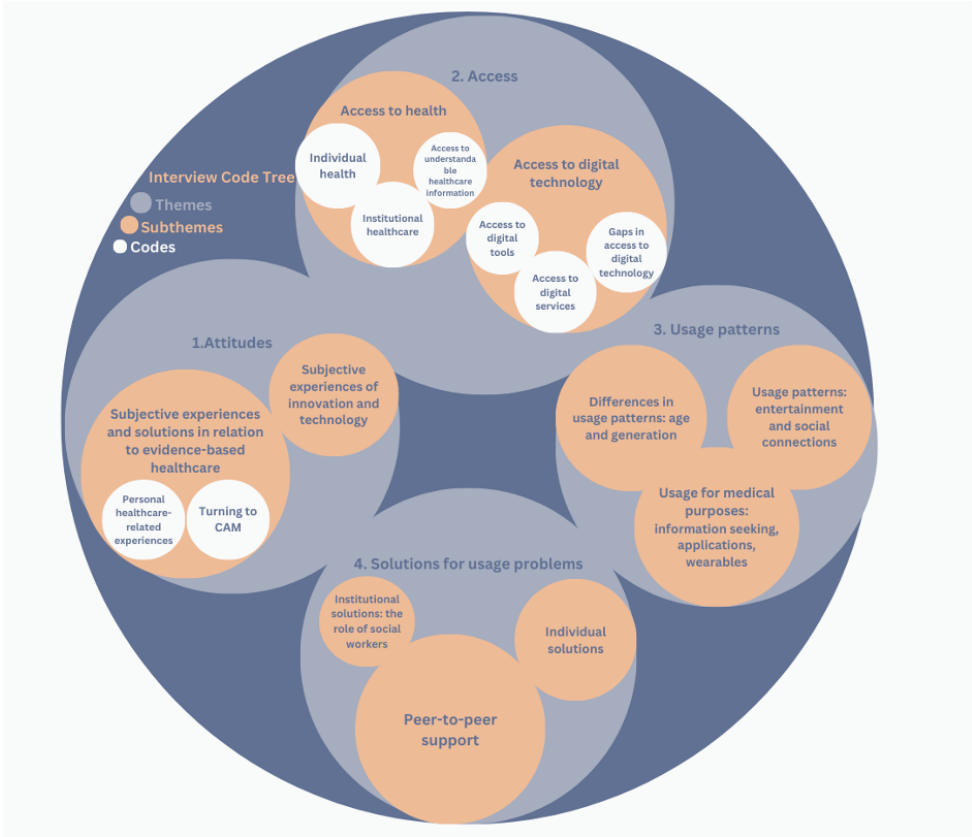 2. Access
Access to health
Individual
health
Access to
understanda
ble
healthcare
information
Institutional
healthcare
Access to digital
technology
Access to
digital
tools
Access to
digital
services
Gaps in
access to
digital
technology
Interview Code Tree
Themes
Subthemes
Codes
1.Attitudes
Subjective
experiences of
innovation and
technology
Subjective experiences
and solutions in relation
to evidence-based
healthcare
Personal
healthcare-
related
experiences
Turning to
CAM
3. Usage patterns
Differences in
usage patterns: age
and generation
Usage patterns:
entertainment
and social
connections
Usage for medical
purposes:
information seeking,
applications,
wearables
4. Solutions for usage problems
Institutional
solutions: the
role of social
workers
Individual
solutions
Peer-to-peer
support